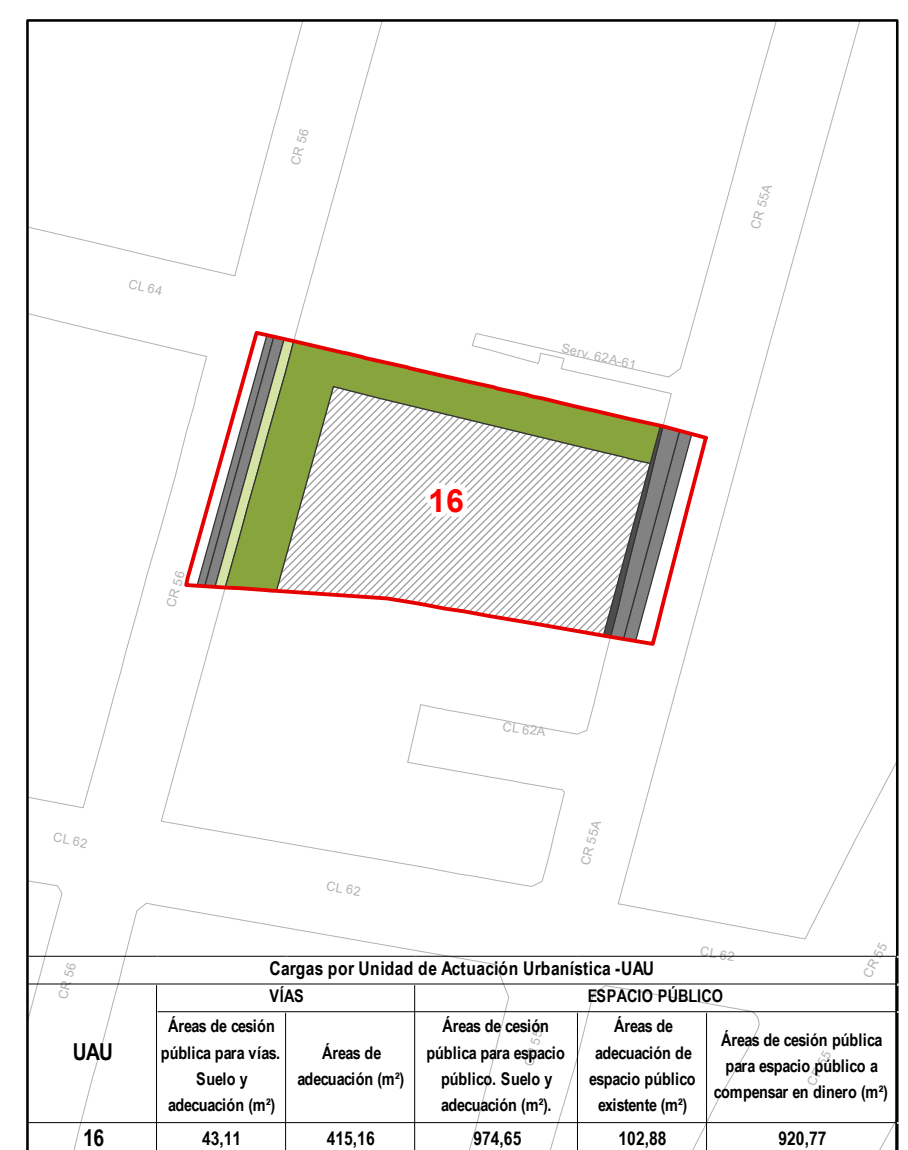 CR 56
CR 55A
CL 64
Serv. 62A-61
16
CR 56
CL 62A
CR 55A
CL 62
CL 62
CL 62
CR 55
CR 56
Cargas por Unidad de Actuación Urbanística -UAU
VÍAS
ESPACIO PÚBLICO
UAU
Áreas de cesión
pública para vías.
Suelo y
adecuación (m²)
Áreas de
adecuación (m²)
Áreas de cesión
pública para espacio
público. Suelo y
adecuación (m²).
Áreas de
adecuación de
espacio público
existente (m²)
Áreas de cesión pública
para espacio público a
compensar en dinero (m²)
CR 55
CR 55
16 43,11 415,16 974,65 102,88 920,77